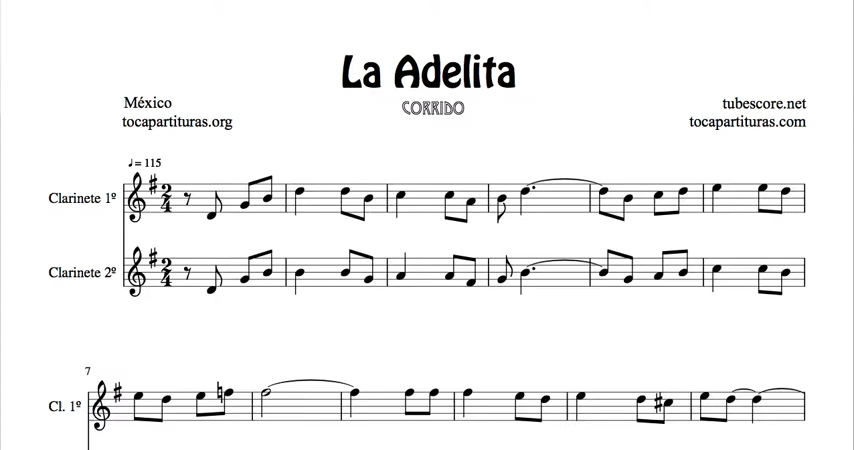 La Adelita
CORRIDO
México
tubescore.net
tocapartituras.org
tocapartituras.com
♩= 115
Clarinete 1º
Clarinete 2º
7
Cl. 1º